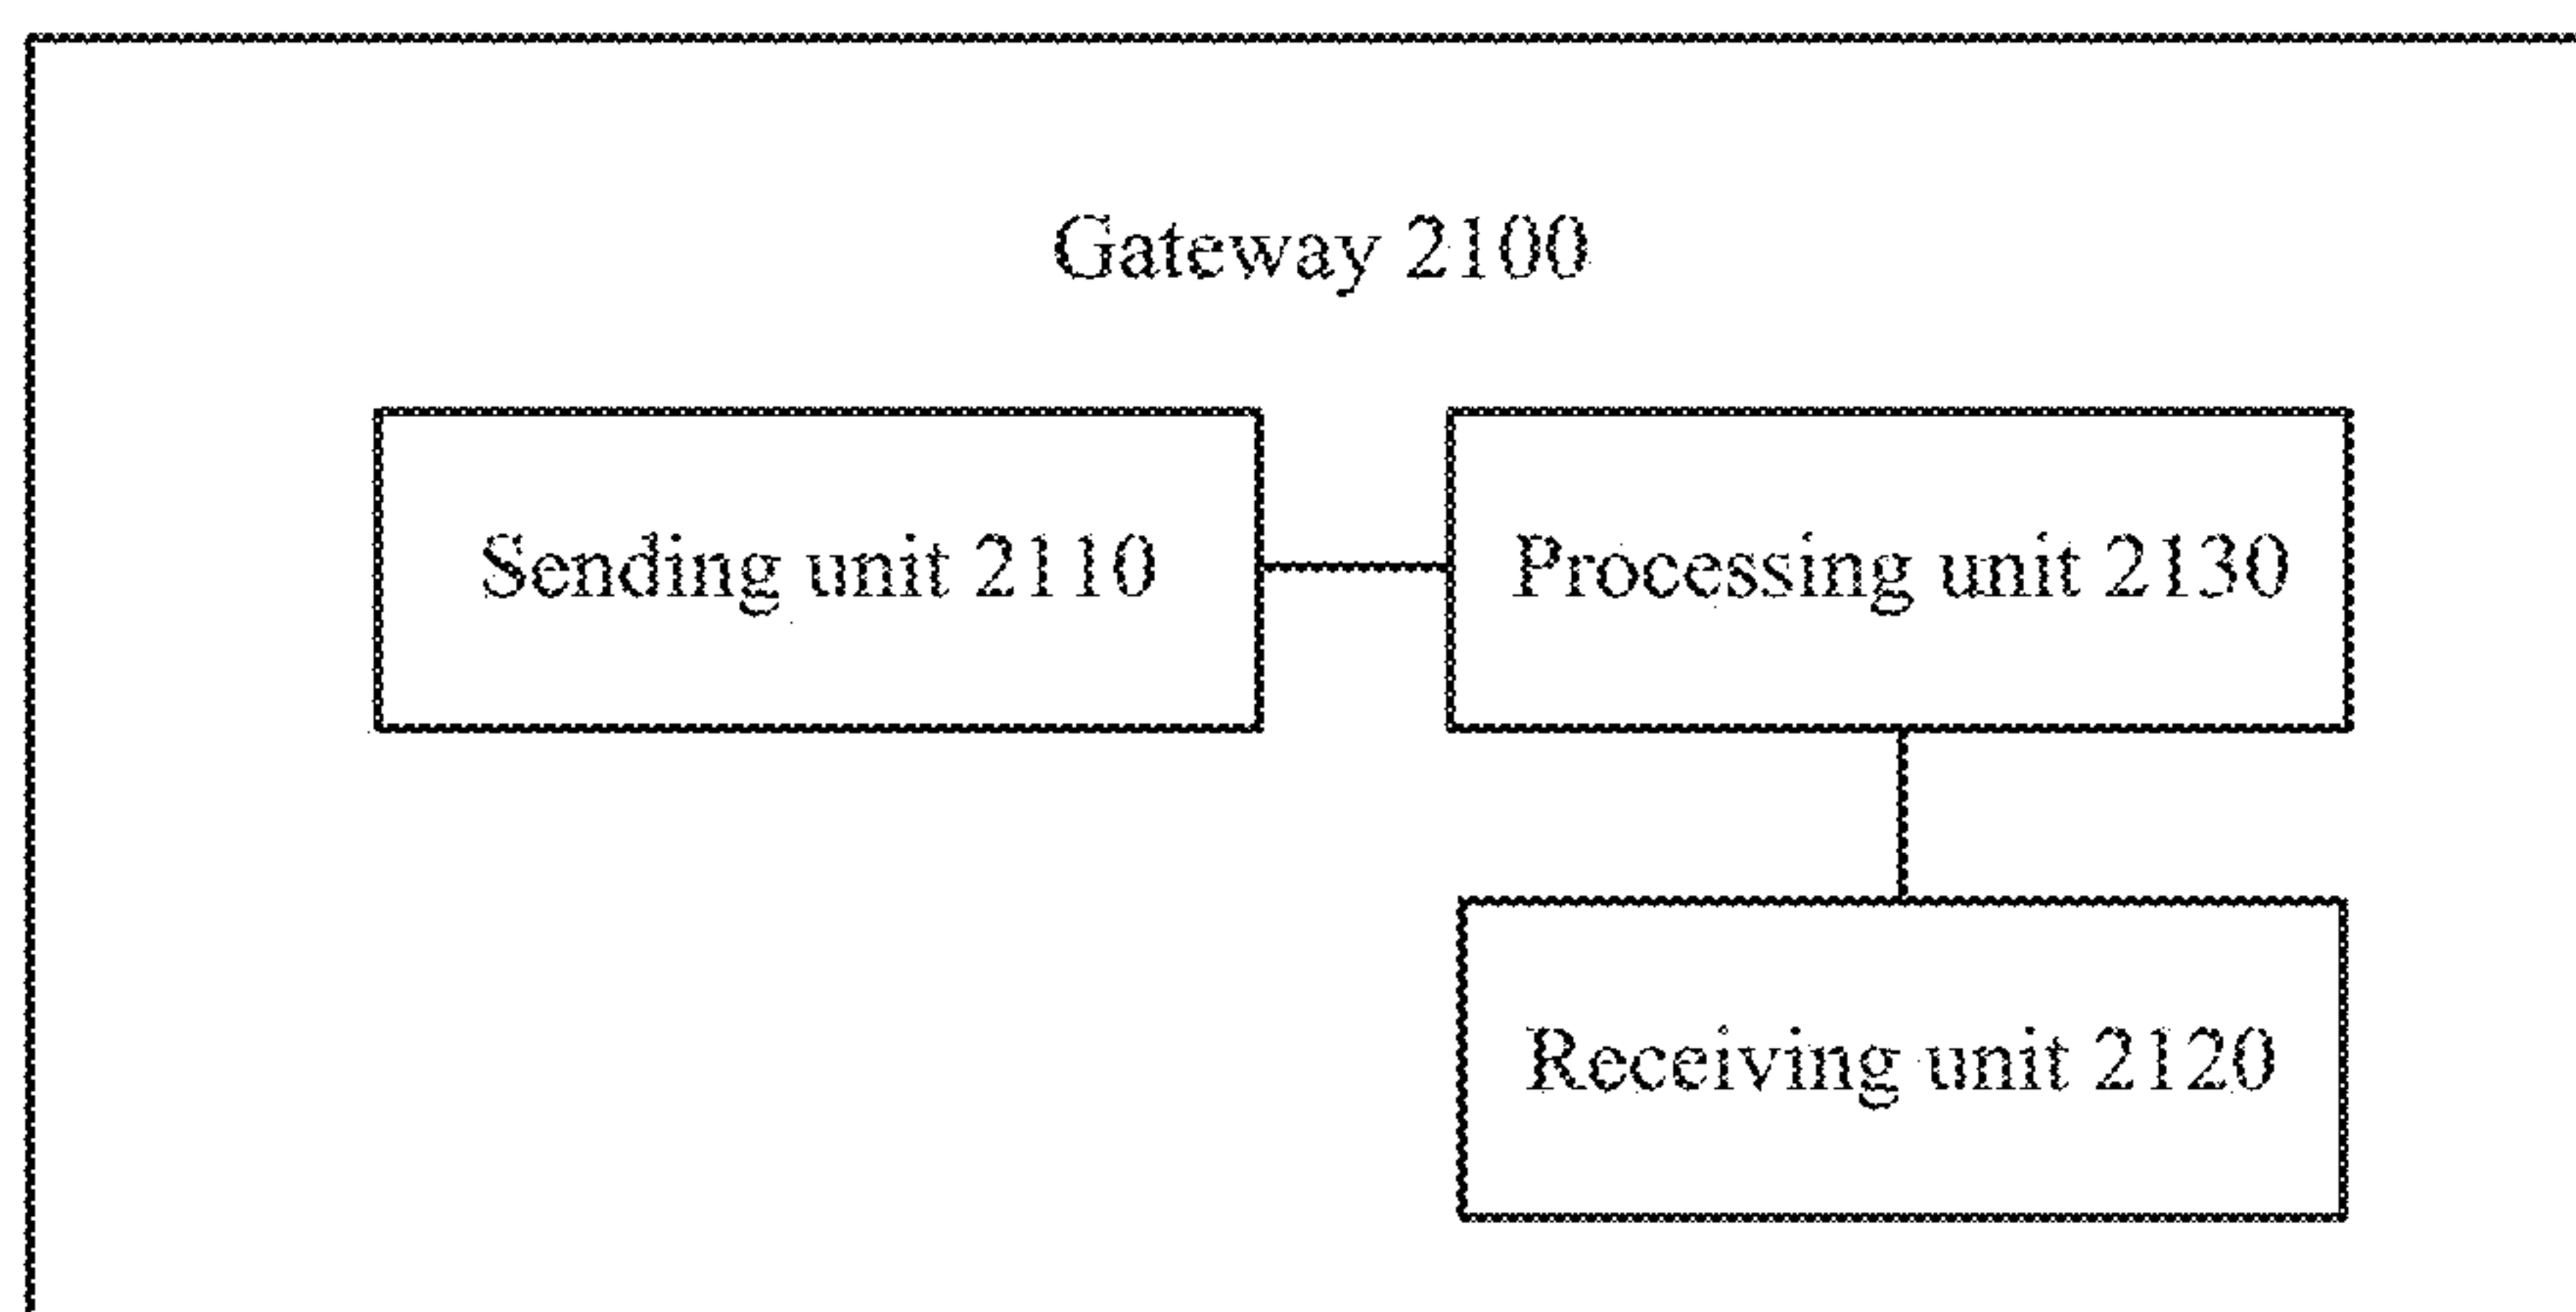 Gateway 2100
Sending unit 2110
Processing unit 2130
Receiving unit 2120